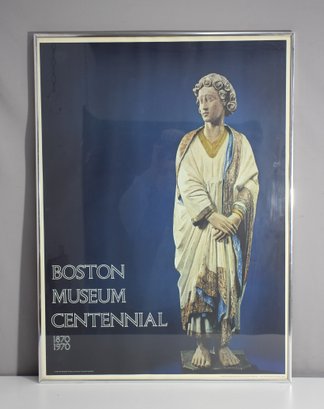 BOSTON
MUSEUM
CENTENNIAL
1870
1970